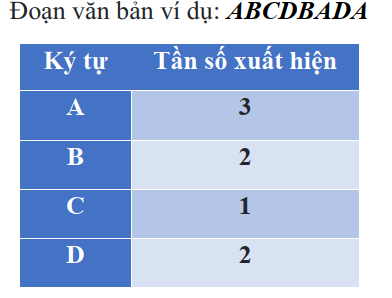 Đoạn văn bản ví dụ: ABCDBADA
Ký tự Tần số xuất hiện
A 3
B 2
C 1
D 2